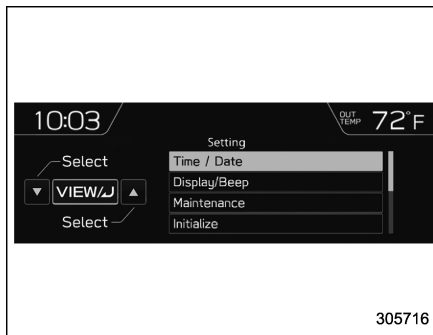 10:03
OUT TEMP 72°F
Setting
Select
Time / Date
Display/Beep
▼ VIEW/↵ ▲
Maintenance
Select
Initialize
305716